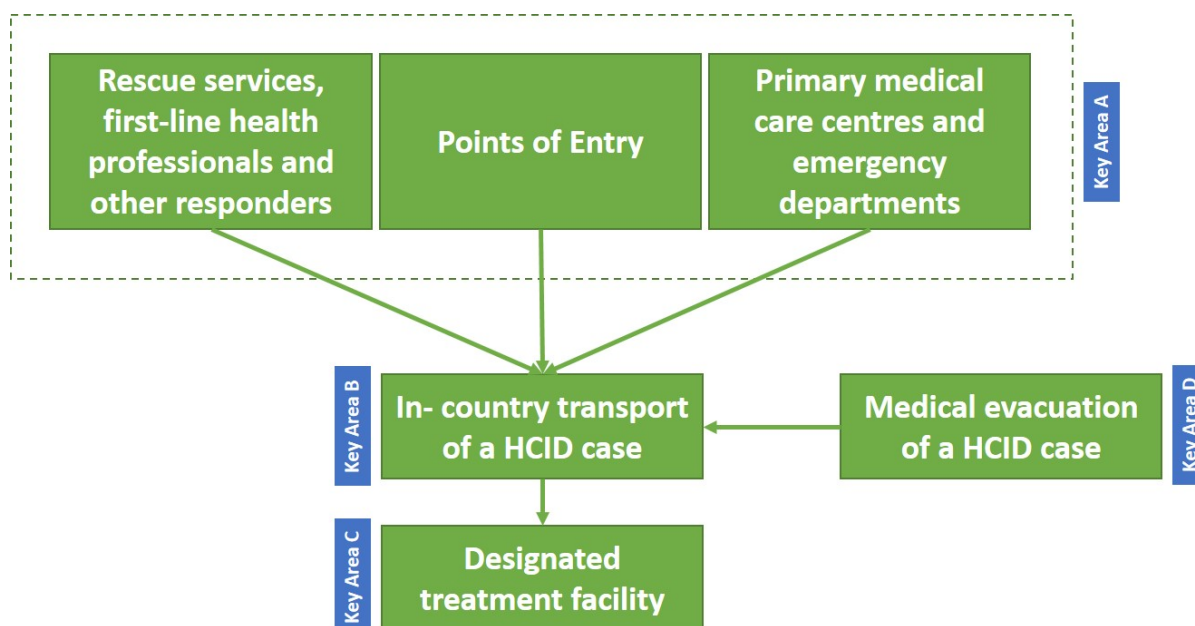 Rescue services,
first-line health
professionals and
other responders
Points of Entry
Primary medical
care centres and
emergency
departments
Key Area A
Key Area B
In- country transport
of a HCID case
Medical evacuation
of a HCID case
Key Area D
Key Area C
Designated
treatment facility